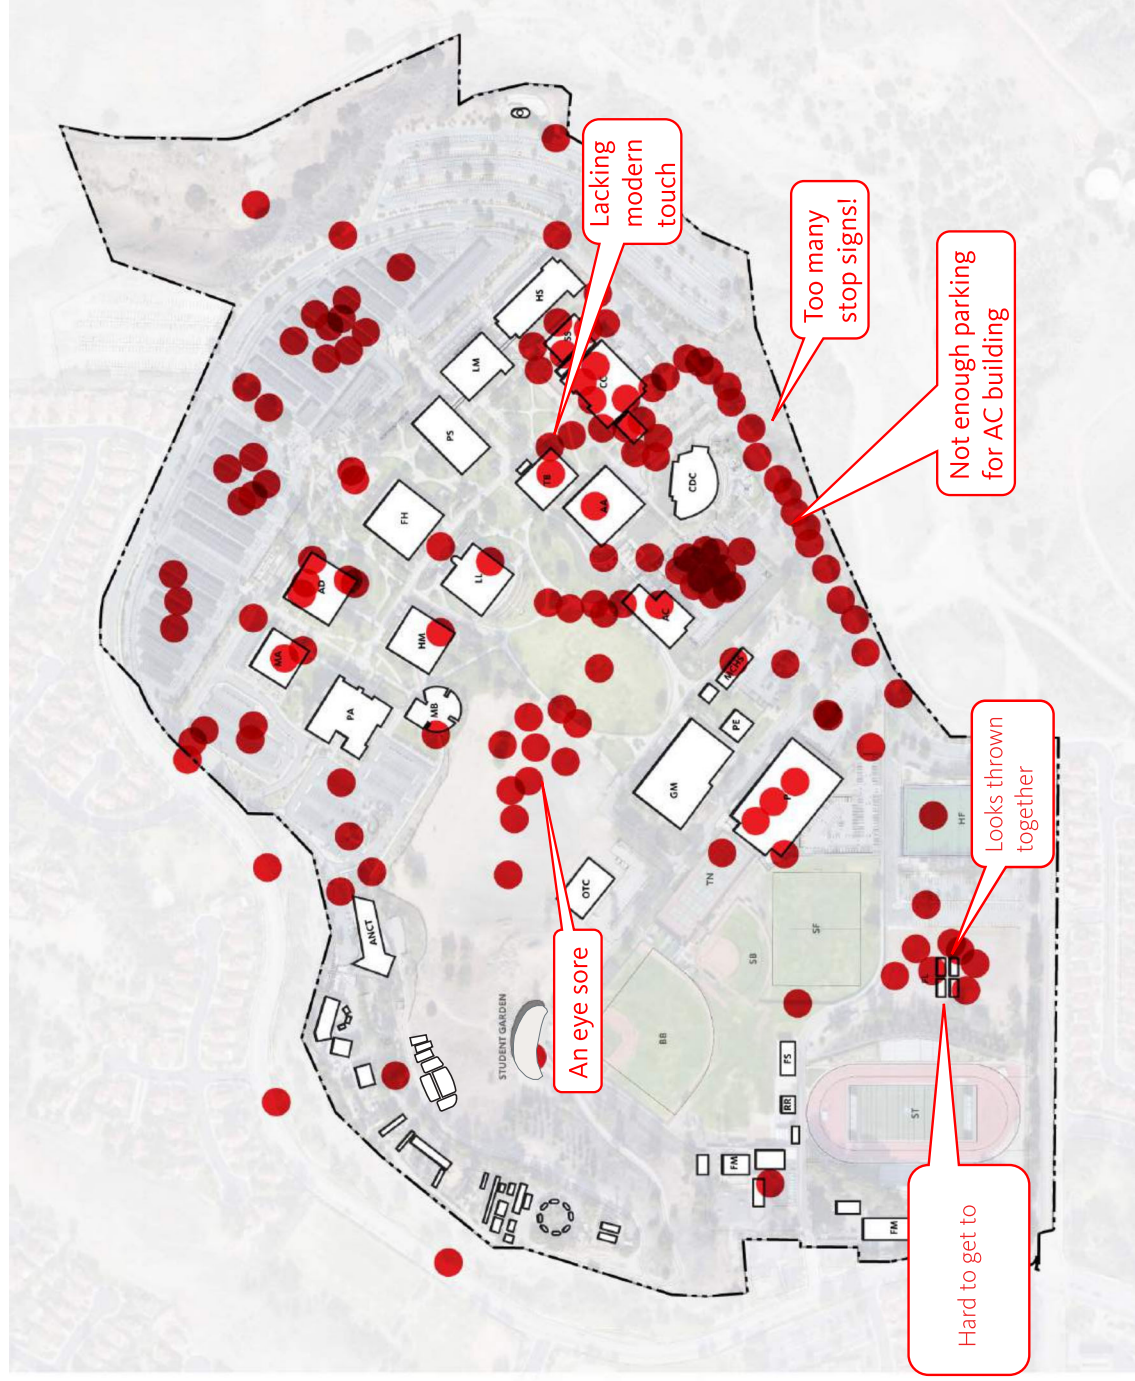 Lacking
modern
touch
Too many
stop signs!
Not enough parking
for AC building
Looks thrown
together
An eye sore
Hard to get to
STUDENT GARDEN
HS
LM
SS
PS
TB
AA
CDC
FH
LL
AD
HM
AC
MA
PA
MB
MCHS
PE
GM
HF
OTC
TN
SF
SB
BB
ANCT
FS
RR
ST
FM
FM